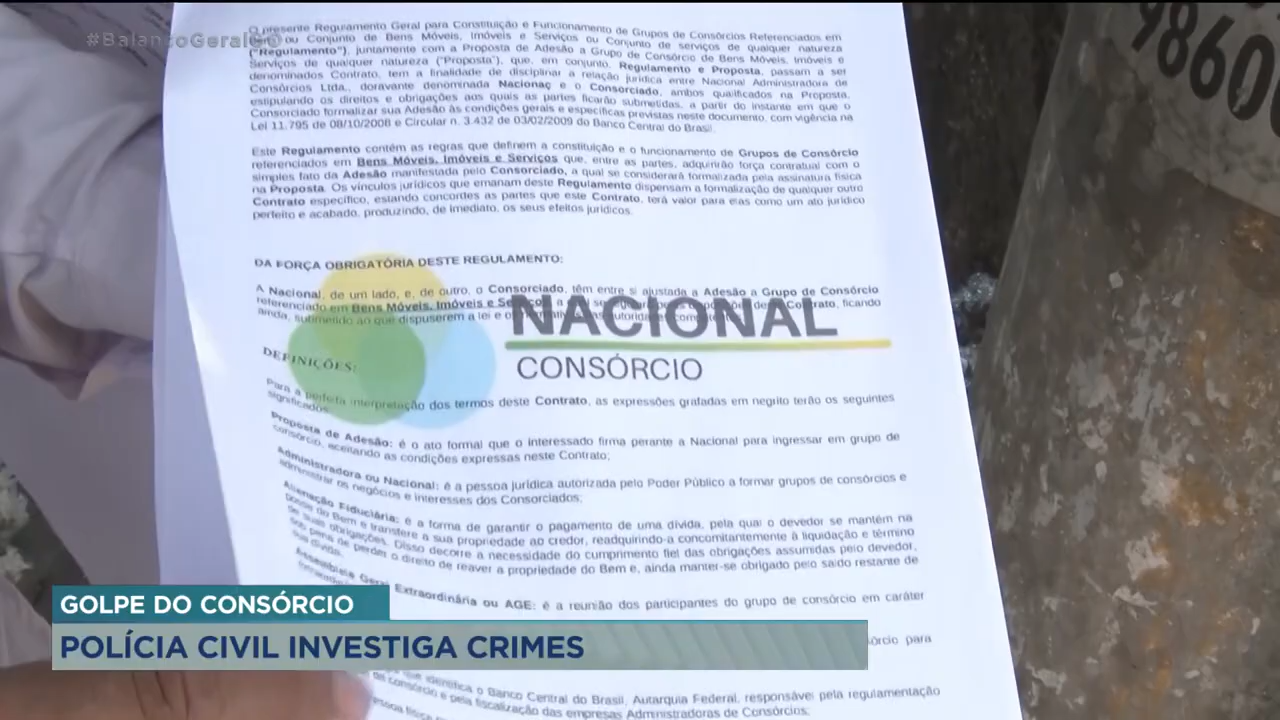 #BalançoGeral
O presente Regulamento Geral para Constituição e Funcionamento de Grupos de Consórcios Referenciados em
ou Conjunto de Bens Móveis, Imóveis e Serviços ou Conjunto de serviços de qualquer natureza
("Regulamento"), juntamente com a Proposta de Adesão a Grupo de Consórcio de Bens Móveis, Imóveis e
Serviços de qualquer natureza ("Proposta"), que, em conjunto, Regulamento e Proposta, passam a ser
denominados Contrato, tem a finalidade de disciplinar a relação jurídica entre Nacional Administradora de
Consórcios Ltda., doravante denominada Nacionaç e o Consorciado, ambos qualificados na Proposta,
estipulando os direitos e obrigações aos quais as partes ficarão submetidas, a partir do instante em que o
Consorciado formalizar sua Adesão às condições gerais e específicas previstas neste documento, com vigência na
Lei 11.795 de 08/10/2008 e Circular n. 3.432 de 03/02/2009 do Banco Central do Brasil.
Este Regulamento contém as regras que definem a constituição e o funcionamento de Grupos de Consórcio
referenciados em Bens Móveis, Imóveis e Serviços que, entre as partes, adquirirão força contratual com o
simples fato da Adesão manifestada pelo Consorciado, a qual se considerará formalizada pela assinatura física
na Proposta. Os vínculos jurídicos que emanam deste Regulamento dispensam a formalização de qualquer outro
Contrato específico, estando concordes as partes que este Contrato, terá valor para elas como um ato jurídico
perfeito e acabado, produzindo, de imediato, os seus efeitos jurídicos.
DA FORÇA OBRIGATÓRIA DESTE REGULAMENTO:
A Nacional, de um lado, e, de outro, o Consorciado, têm entre si ajustada a Adesão a Grupo de Consórcio
referenciado em Bens Móveis, Imóveis e Serviços, a qual se Contrato, ficando
ainda, submetido ao que dispuserem a lei e
NACIONAL
CONSÓRCIO
DEFINIÇÕES:
Para a perfeita interpretação dos termos deste Contrato, as expressões grafadas em negrito terão os seguintes
significados:
Proposta de Adesão: é o ato formal que o interessado firma perante a Nacional para ingressar em grupo de
consórcio, aceitando as condições expressas neste Contrato;
Administradora ou Nacional: é a pessoa jurídica autorizada pelo Poder Público a formar grupos de consórcios e
administrar os negócios e interesses dos Consorciados;
Alienação Fiduciária: é a forma de garantir o pagamento de uma dívida, pela qual o devedor se mantém na
posse do Bem e transfere a sua propriedade ao credor, readquirindo-a concomitantemente à liquidação e término
de suas obrigações. Disso decorre a necessidade do cumprimento fiel das obrigações assumidas pelo devedor,
sob pena de perder o direito de reaver a propriedade do Bem e, ainda manter-se obrigado pelo saldo restante de
sua dívida.
Assembleia Geral Extraordinária ou AGE: é a reunião dos participantes do grupo de consórcio em caráter
para
que identifica o Banco Central do Brasil, Autarquia Federal, responsável pela regulamentação
de consórcio e pela fiscalização das empresas Administradoras de Consórcios;
GOLPE DO CONSÓRCIO
POLÍCIA CIVIL INVESTIGA CRIMES